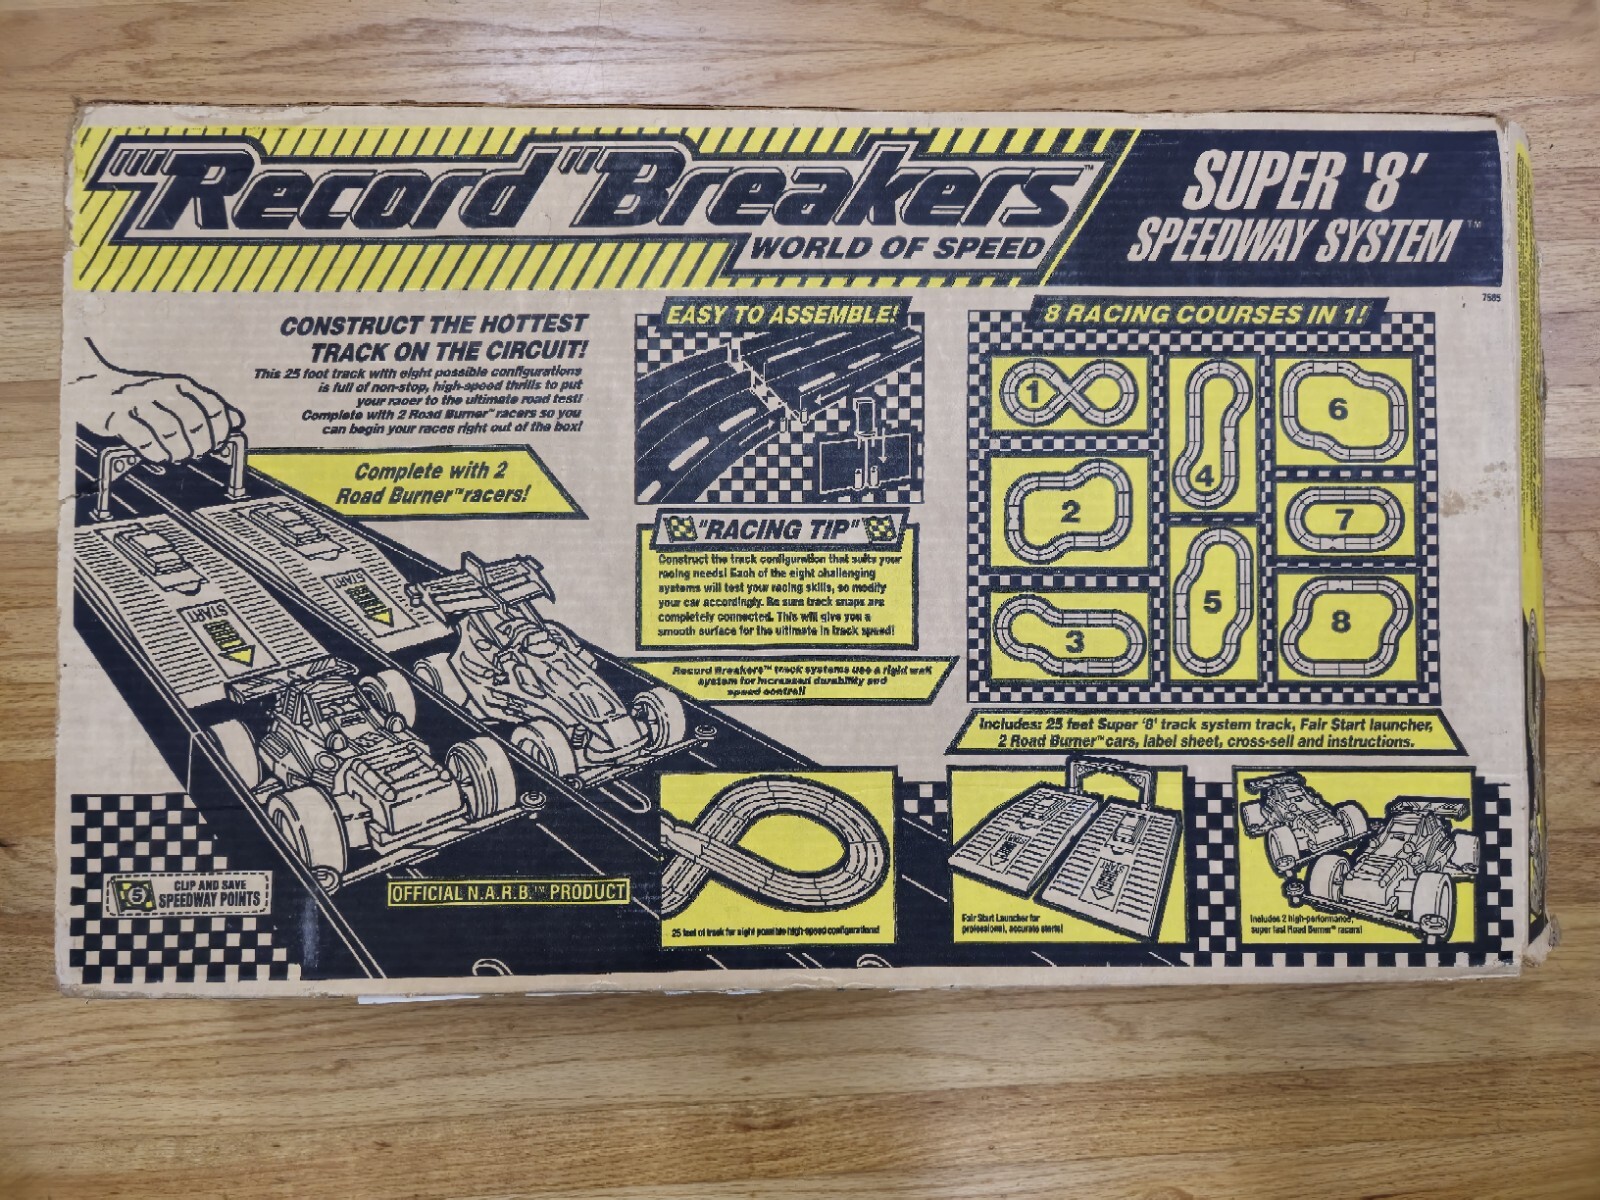 Record Breakers™
WORLD OF SPEED
SUPER '8'
SPEEDWAY SYSTEM™
7585
CONSTRUCT THE HOTTEST
TRACK ON THE CIRCUIT!
This 25 foot track with eight possible configurations
is full of non-stop, high-speed thrills to put
your racer to the ultimate road test!
Complete with 2 Road Burner™ racers so you
can begin your races right out of the box!
Complete with 2
Road Burner™ racers!
START
START
EASY TO ASSEMBLE!
"RACING TIP"
Construct the track configuration that suits your
racing needs! Each of the eight challenging
systems will test your racing skills, so modify
your car accordingly. Be sure track snaps are
completely connected. This will give you a
smooth surface for the ultimate in track speed!
Record Breakers™ track systems use a rigid wall
system for increased durability and
speed control!
8 RACING COURSES IN 1!
1
2
3
4
5
6
7
8
Includes: 25 feet Super '8' track system track, Fair Start launcher,
2 Road Burner™ cars, label sheet, cross-sell and instructions.
5
CLIP AND SAVE
SPEEDWAY POINTS
OFFICIAL N.A.R.B.™ PRODUCT
25 feet of track for eight possible high-speed configurations!
Fair Start Launcher for
professional, accurate starts!
Includes 2 high-performance,
super fast Road Burner™ racers!